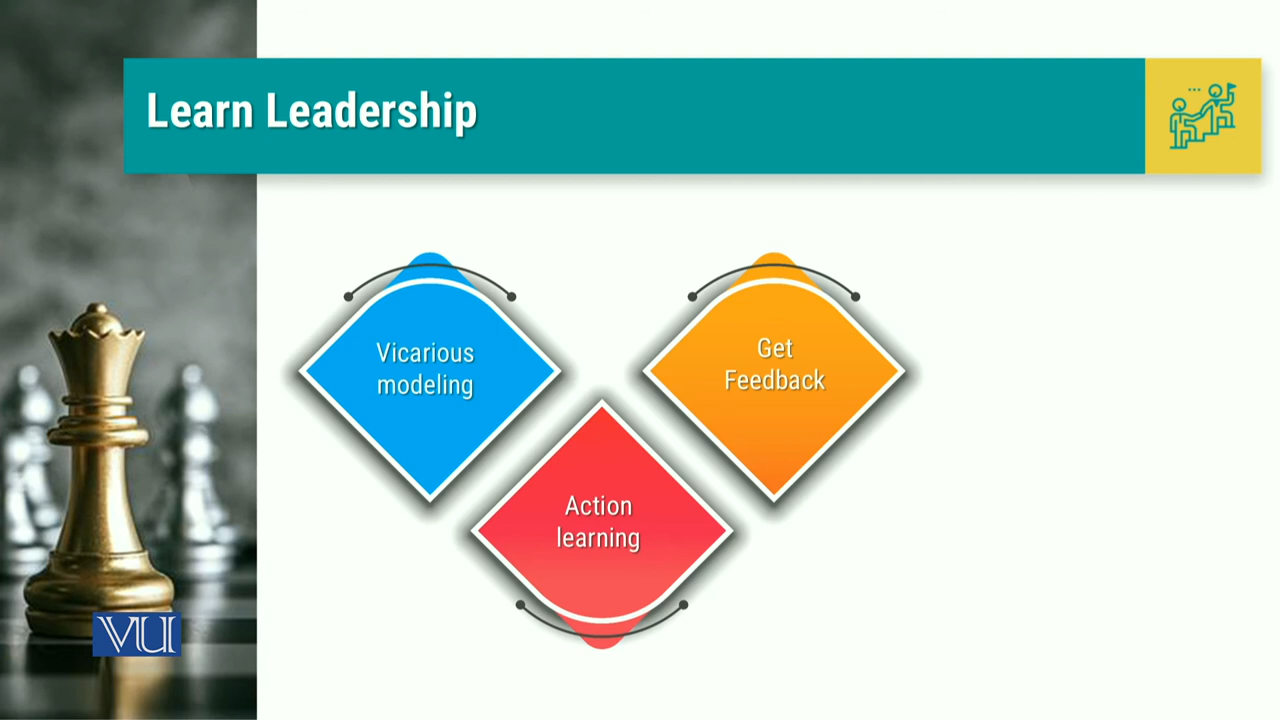 Learn Leadership
Vicarious
modeling
Get
Feedback
Action
learning
VU